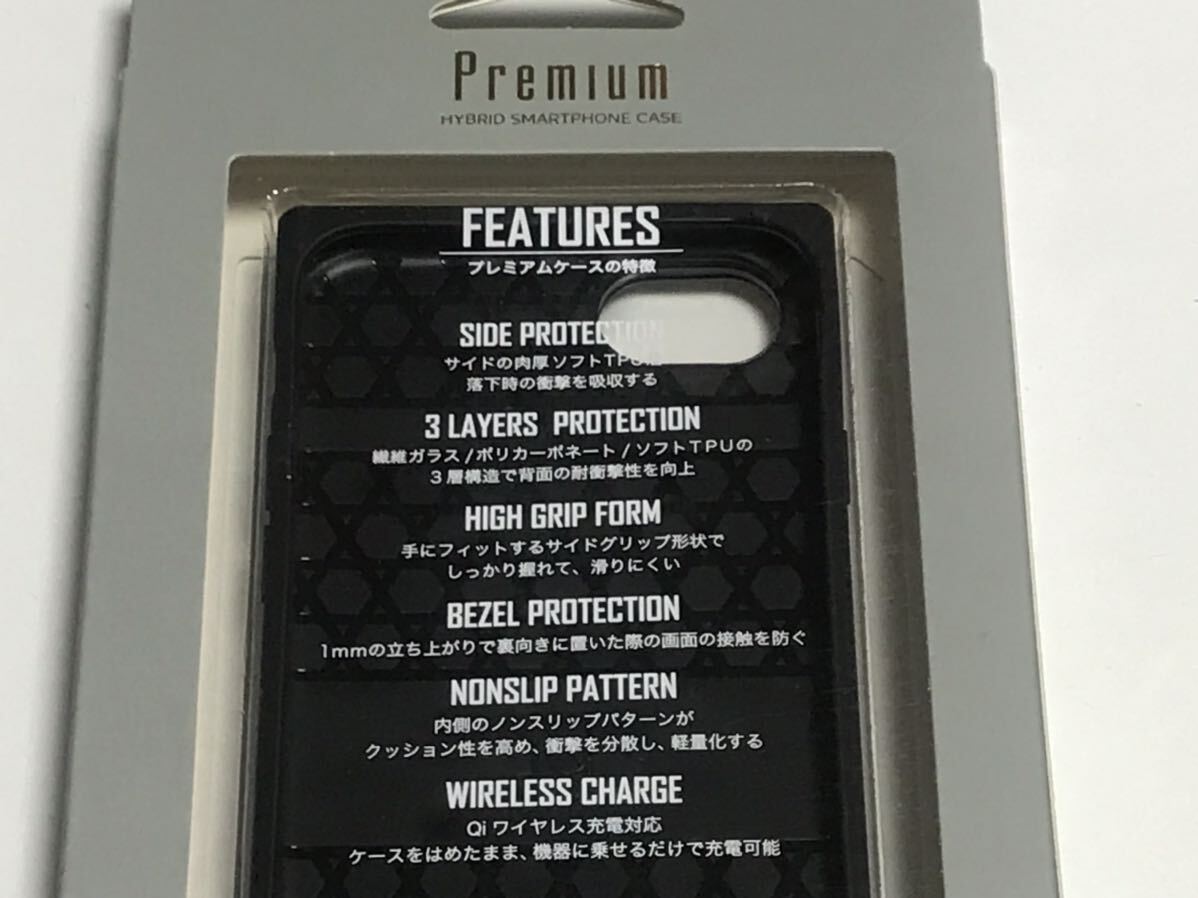 Premium
HYBRID SMARTPHONE CASE
FEATURES
プレミアムケースの特徴
SIDE PROTECTION
サイドの肉厚ソフトTPU
落下時の衝撃を吸収する
3 LAYERS PROTECTION
繊維ガラス/ポリカーボネート/ソフトTPUの
3層構造で背面の耐衝撃性を向上
HIGH GRIP FORM
手にフィットするサイドグリップ形状で
しっかり握れて、滑りにくい
BEZEL PROTECTION
1mmの立ち上がりで裏向きに置いた際の画面の接触を防ぐ
NONSLIP PATTERN
内側のノンスリップパターンが
クッション性を高め、衝撃を分散し、軽量化する
WIRELESS CHARGE
Qiワイヤレス充電対応
ケースをはめたまま、機器に乗せるだけで充電可能